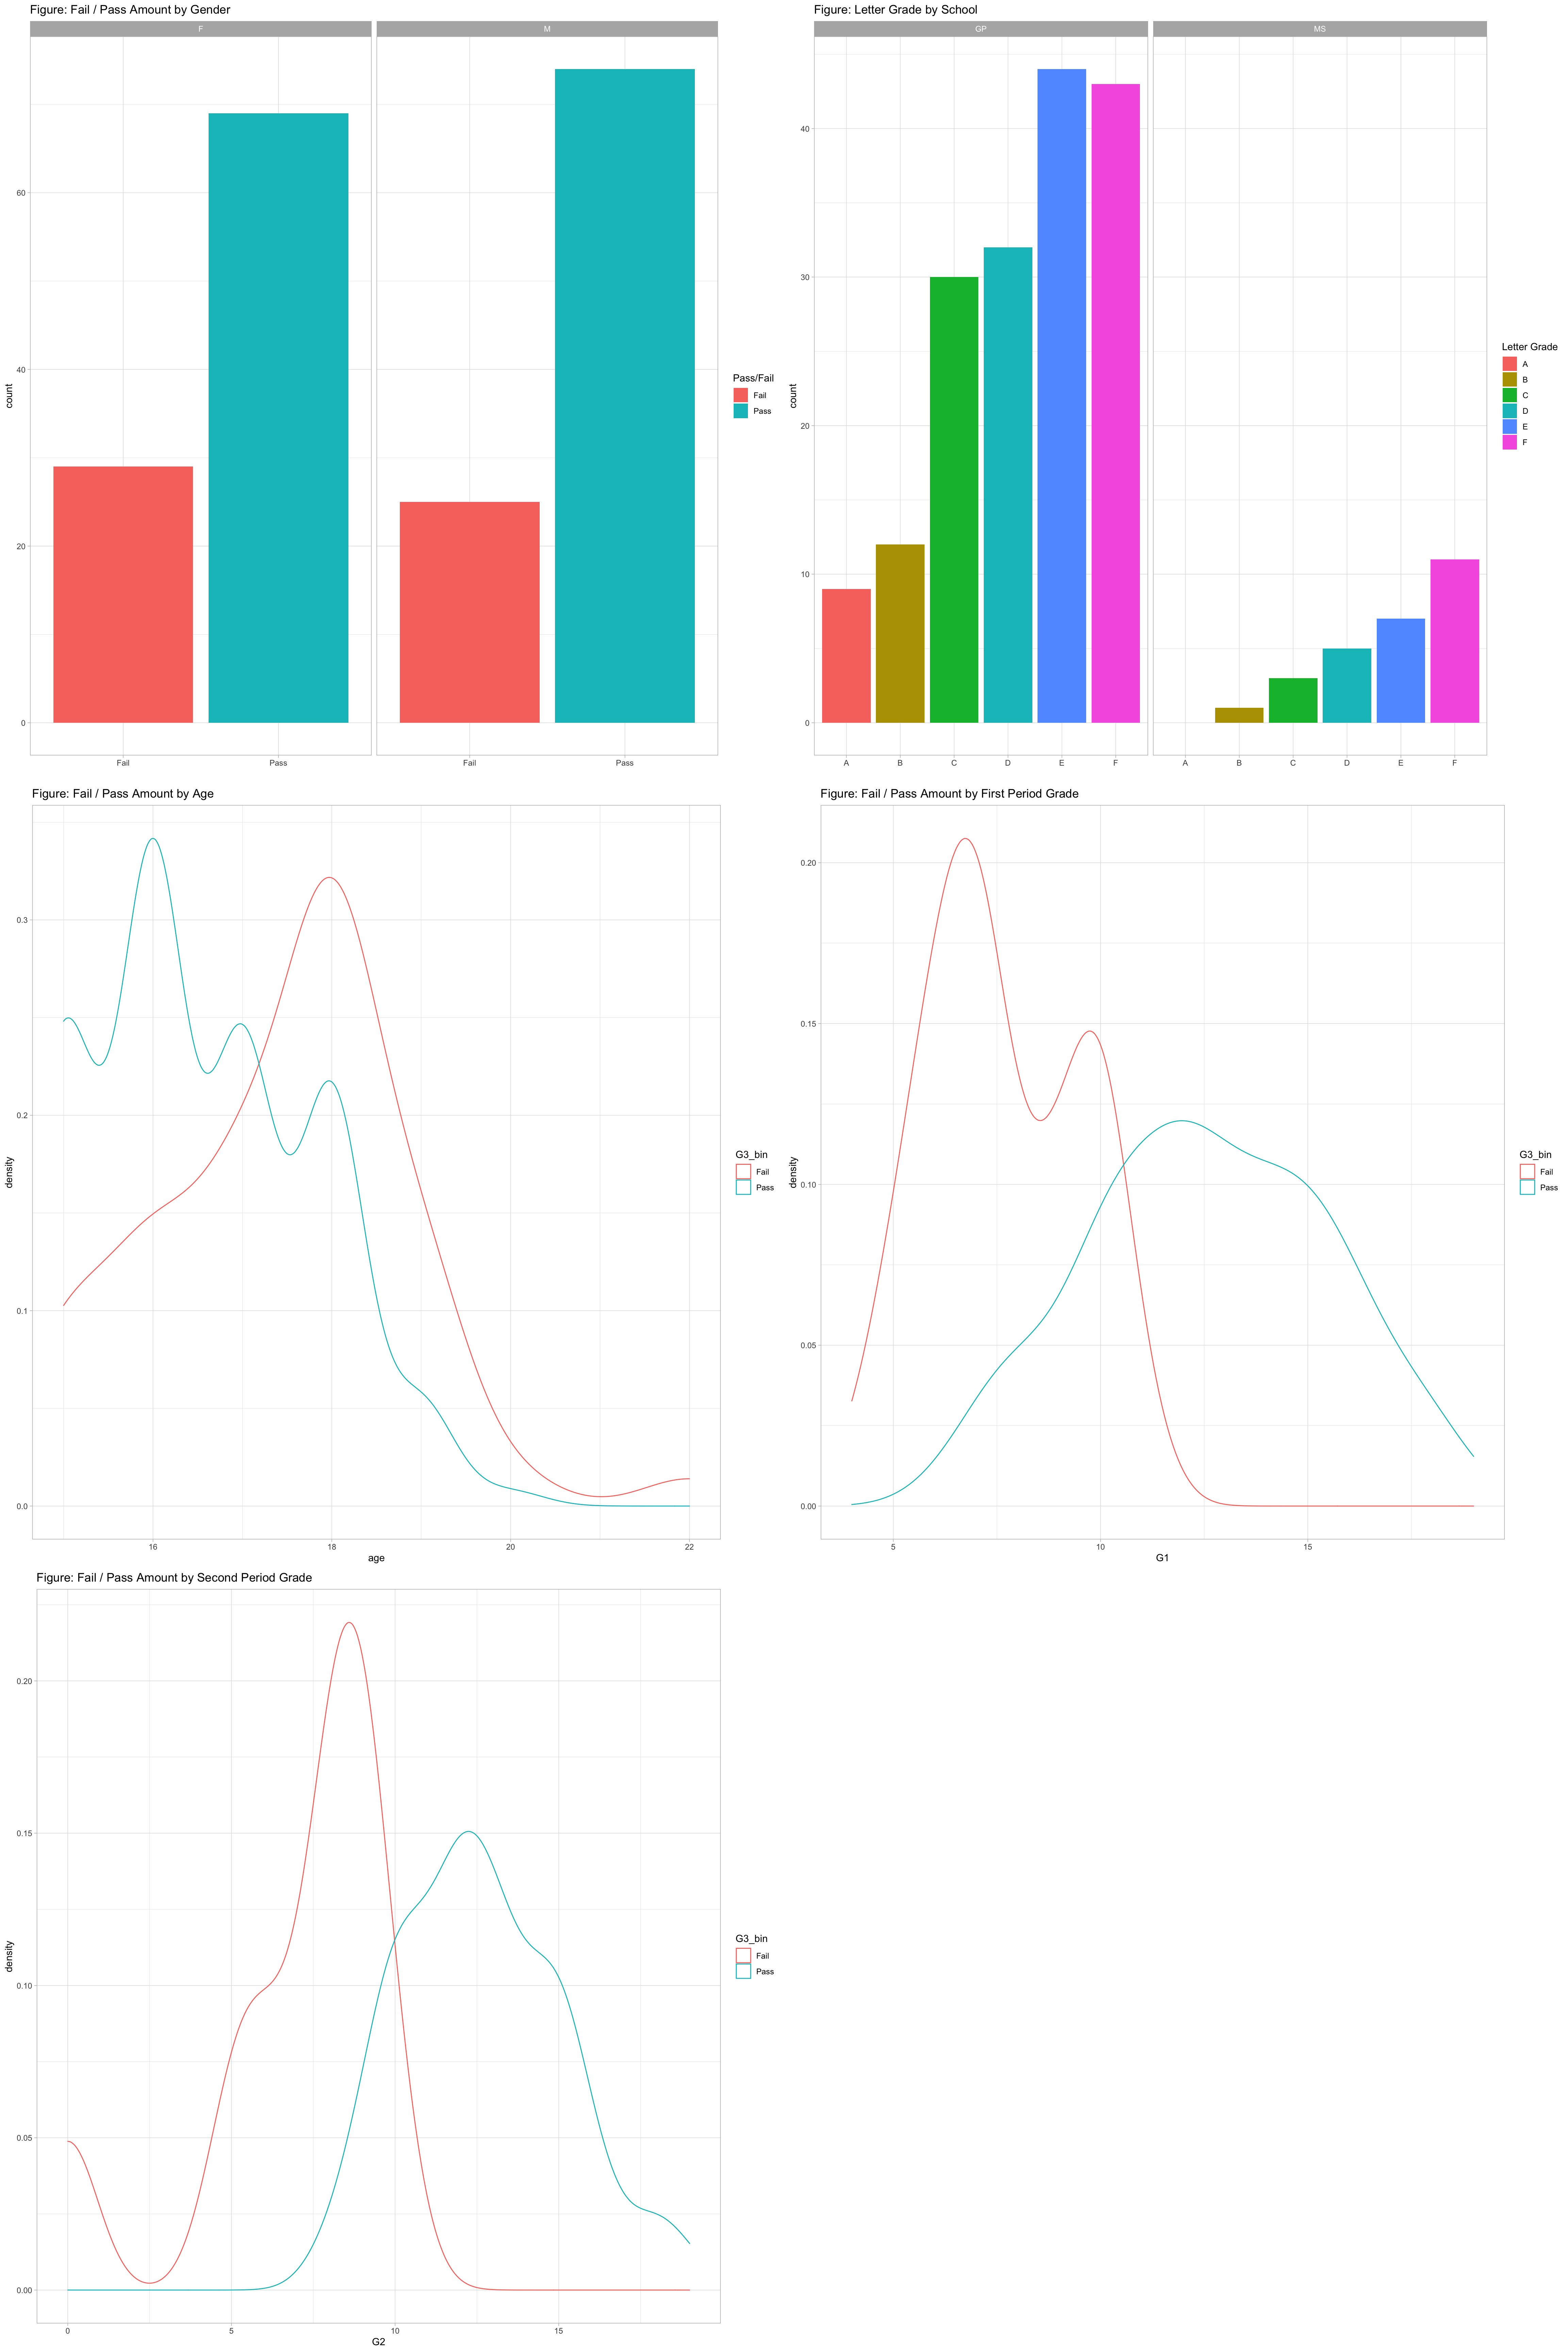 Figure: Fail / Pass Amount by Gender
F
M
count
60
40
20
0
Fail
Pass
Fail
Pass
Pass/Fail
Fail
Pass
Figure: Letter Grade by School
GP
MS
count
40
30
20
10
0
A
B
C
D
E
F
A
B
C
D
E
F
Letter Grade
A
B
C
D
E
F
Figure: Fail / Pass Amount by Age
density
0.3
0.2
0.1
0.0
16
18
20
22
age
G3_bin
Fail
Pass
Figure: Fail / Pass Amount by First Period Grade
density
0.20
0.15
0.10
0.05
0.00
5
10
15
G1
G3_bin
Fail
Pass
Figure: Fail / Pass Amount by Second Period Grade
density
0.20
0.15
0.10
0.05
0.00
0
5
10
15
G2
G3_bin
Fail
Pass